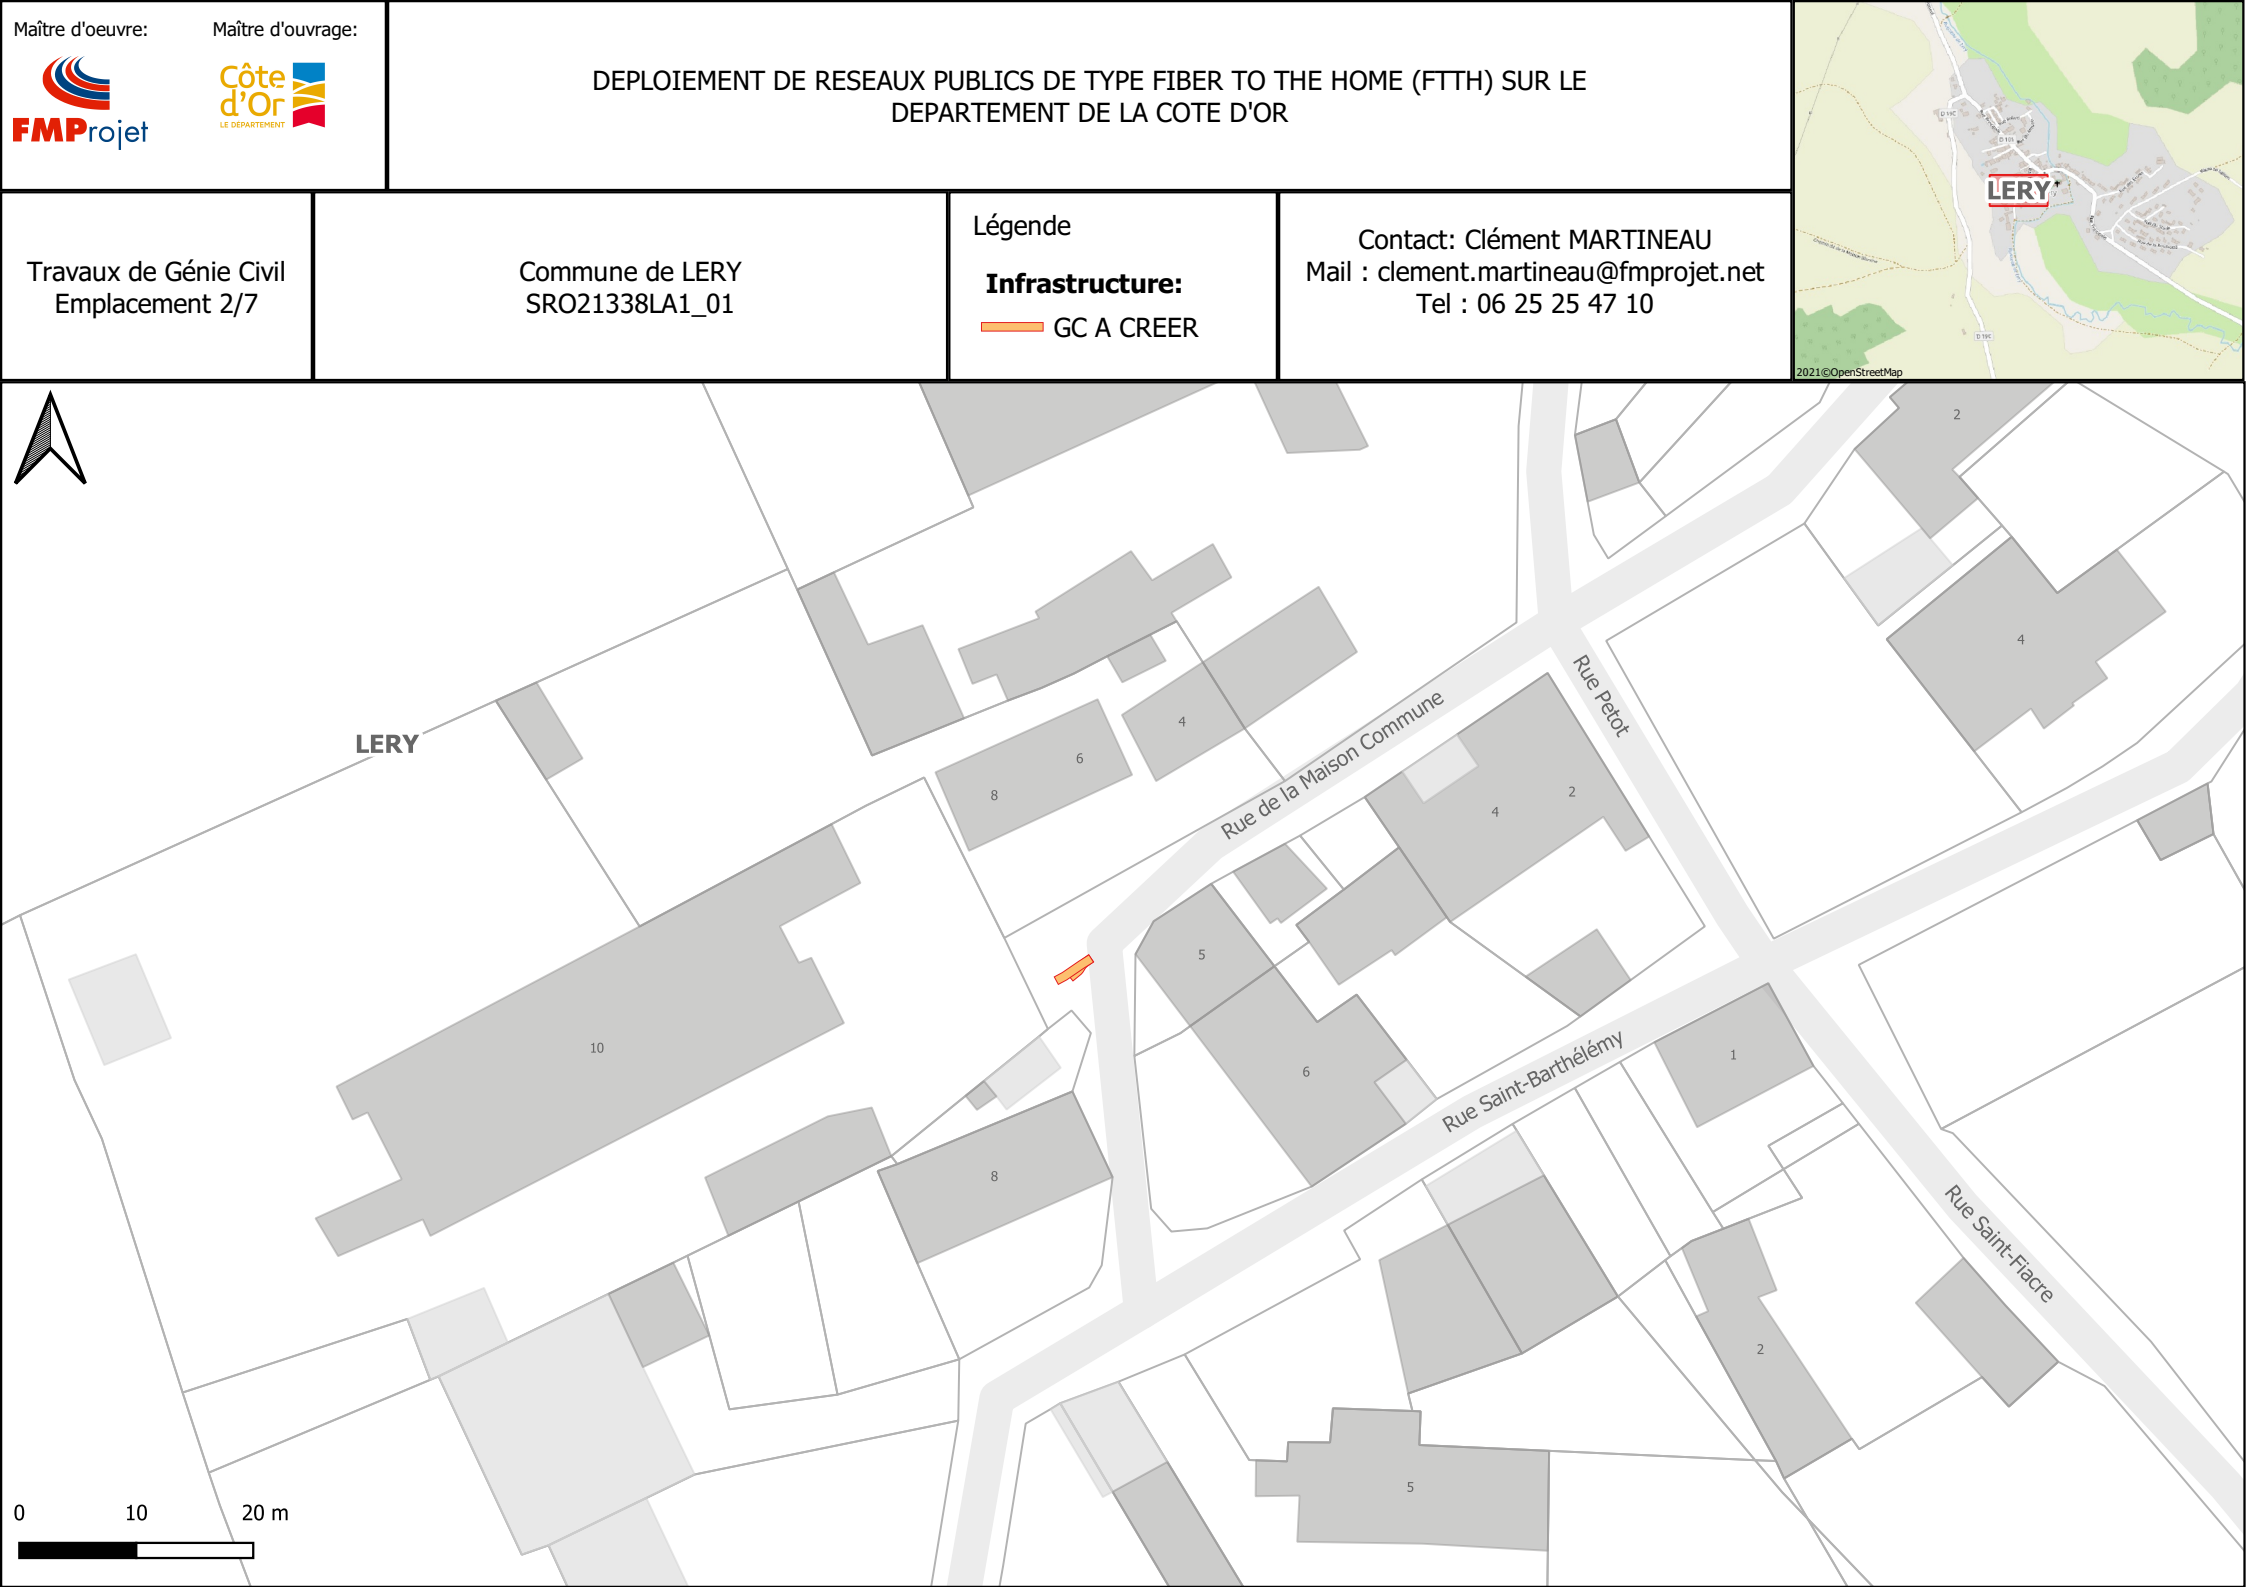 Maître d'oeuvre:
Maître d'ouvrage:
FMProjet
Côte
d'Or
LE DÉPARTEMENT
DEPLOIEMENT DE RESEAUX PUBLICS DE TYPE FIBER TO THE HOME (FTTH) SUR LE
DEPARTEMENT DE LA COTE D'OR
Travaux de Génie Civil
Emplacement 2/7
Commune de LERY
SRO21338LA1_01
Légende
Infrastructure:
GC A CREER
Contact: Clément MARTINEAU
Mail : clement.martineau@fmprojet.net
Tel : 06 25 25 47 10
D 19C
D 101
LERY
D 19C
2021©OpenStreetMap
2
4
Rue Petot
4
6
8
Rue de la Maison Commune
LERY
2
4
5
10
6
Rue Saint-Barthélémy
1
8
Rue Saint-Fiacre
2
5
0 10 20 m